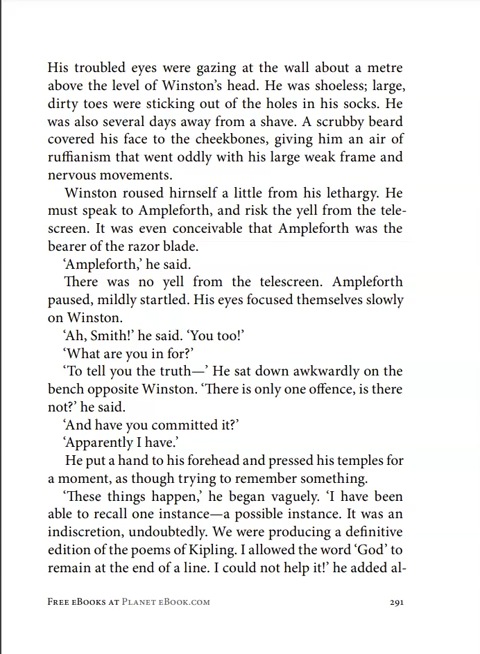 His troubled eyes were gazing at the wall about a metre
above the level of Winston's head. He was shoeless; large,
dirty toes were sticking out of the holes in his socks. He
was also several days away from a shave. A scrubby beard
covered his face to the cheekbones, giving him an air of
ruffianism that went oddly with his large weak frame and
nervous movements.
Winston roused hirnself a little from his lethargy. He
must speak to Ampleforth, and risk the yell from the tele-
screen. It was even conceivable that Ampleforth was the
bearer of the razor blade.
‘Ampleforth,’ he said.
There was no yell from the telescreen. Ampleforth
paused, mildly startled. His eyes focused themselves slowly
on Winston.
‘Ah, Smith!’ he said. ‘You too!’
‘What are you in for?’
‘To tell you the truth—’ He sat down awkwardly on the
bench opposite Winston. ‘There is only one offence, is there
not?’ he said.
‘And have you committed it?’
‘Apparently I have.’
He put a hand to his forehead and pressed his temples for
a moment, as though trying to remember something.
‘These things happen,’ he began vaguely. ‘I have been
able to recall one instance—a possible instance. It was an
indiscretion, undoubtedly. We were producing a definitive
edition of the poems of Kipling. I allowed the word ‘God’ to
remain at the end of a line. I could not help it!’ he added al-
Free eBooks at Planet eBook.com 291